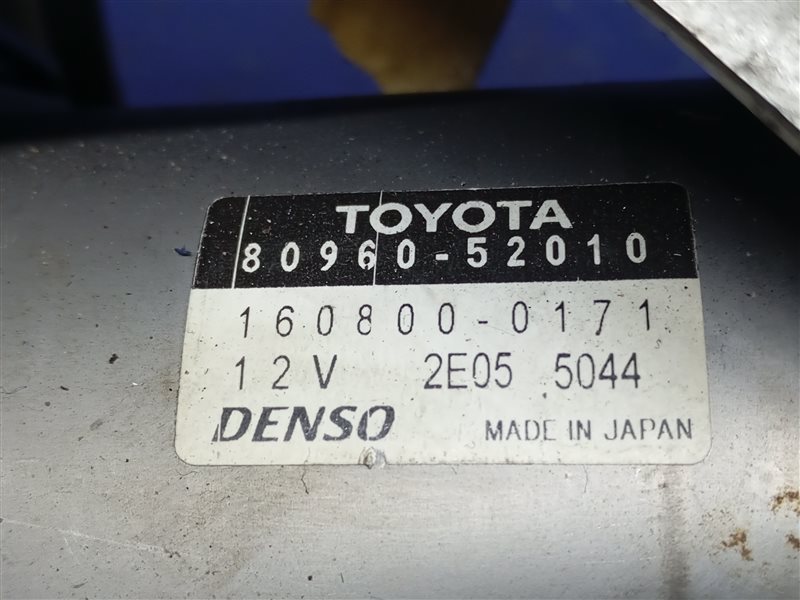 TOYOTA
80960-52010
160800-0171
12V 2E05 5044
DENSO MADE IN JAPAN